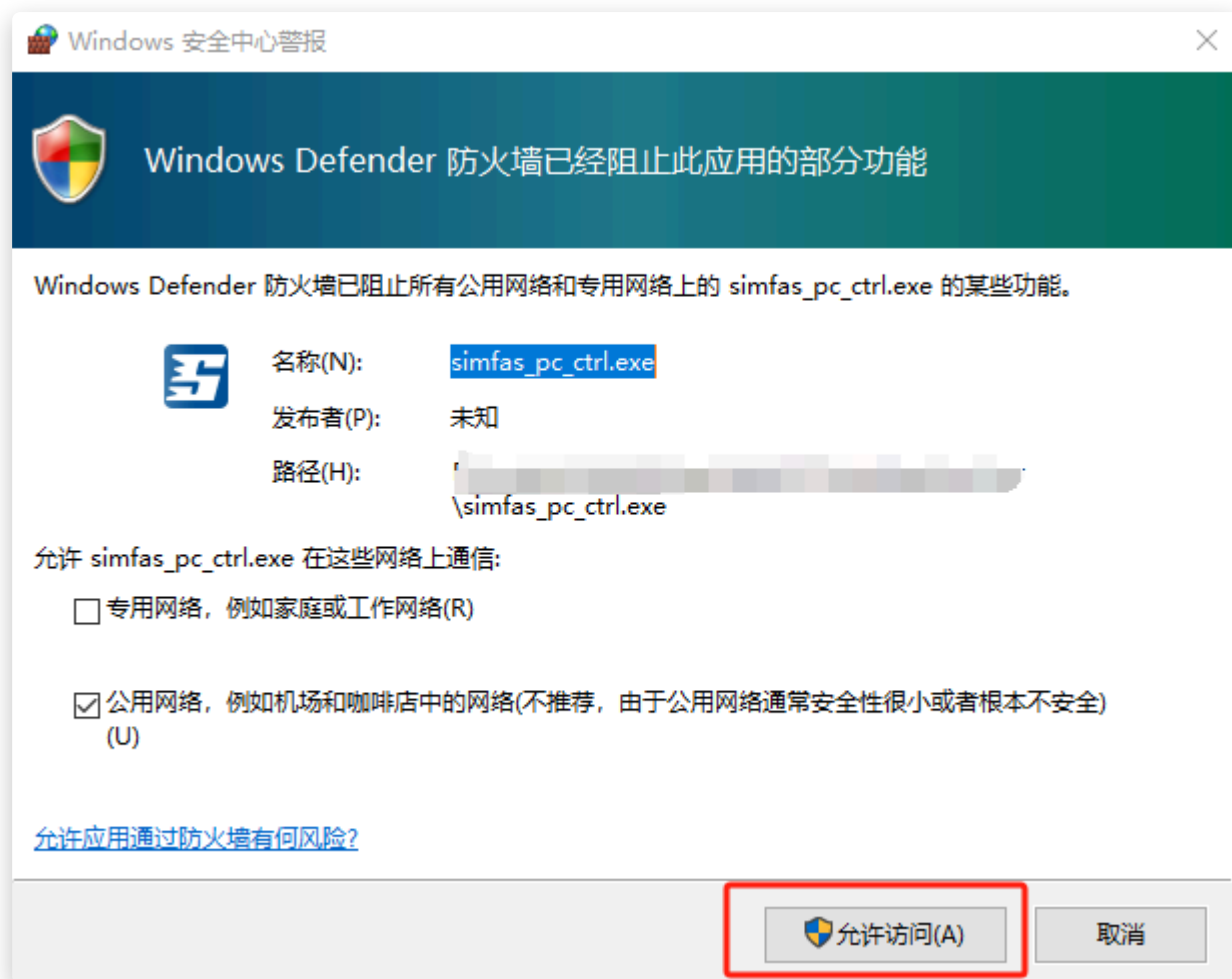 Windows 安全中心警报
Windows Defender 防火墙已经阻止此应用的部分功能
Windows Defender 防火墙已阻止所有公用网络和专用网络上的 simfas_pc_ctrl.exe 的某些功能。
名称(N): simfas_pc_ctrl.exe
发布者(P): 未知
路径(H):
\simfas_pc_ctrl.exe
允许 simfas_pc_ctrl.exe 在这些网络上通信:
专用网络，例如家庭或工作网络(R)
公用网络，例如机场和咖啡店中的网络(不推荐，由于公用网络通常安全性很小或者根本不安全)
(U)
允许应用通过防火墙有何风险?
允许访问(A) 取消